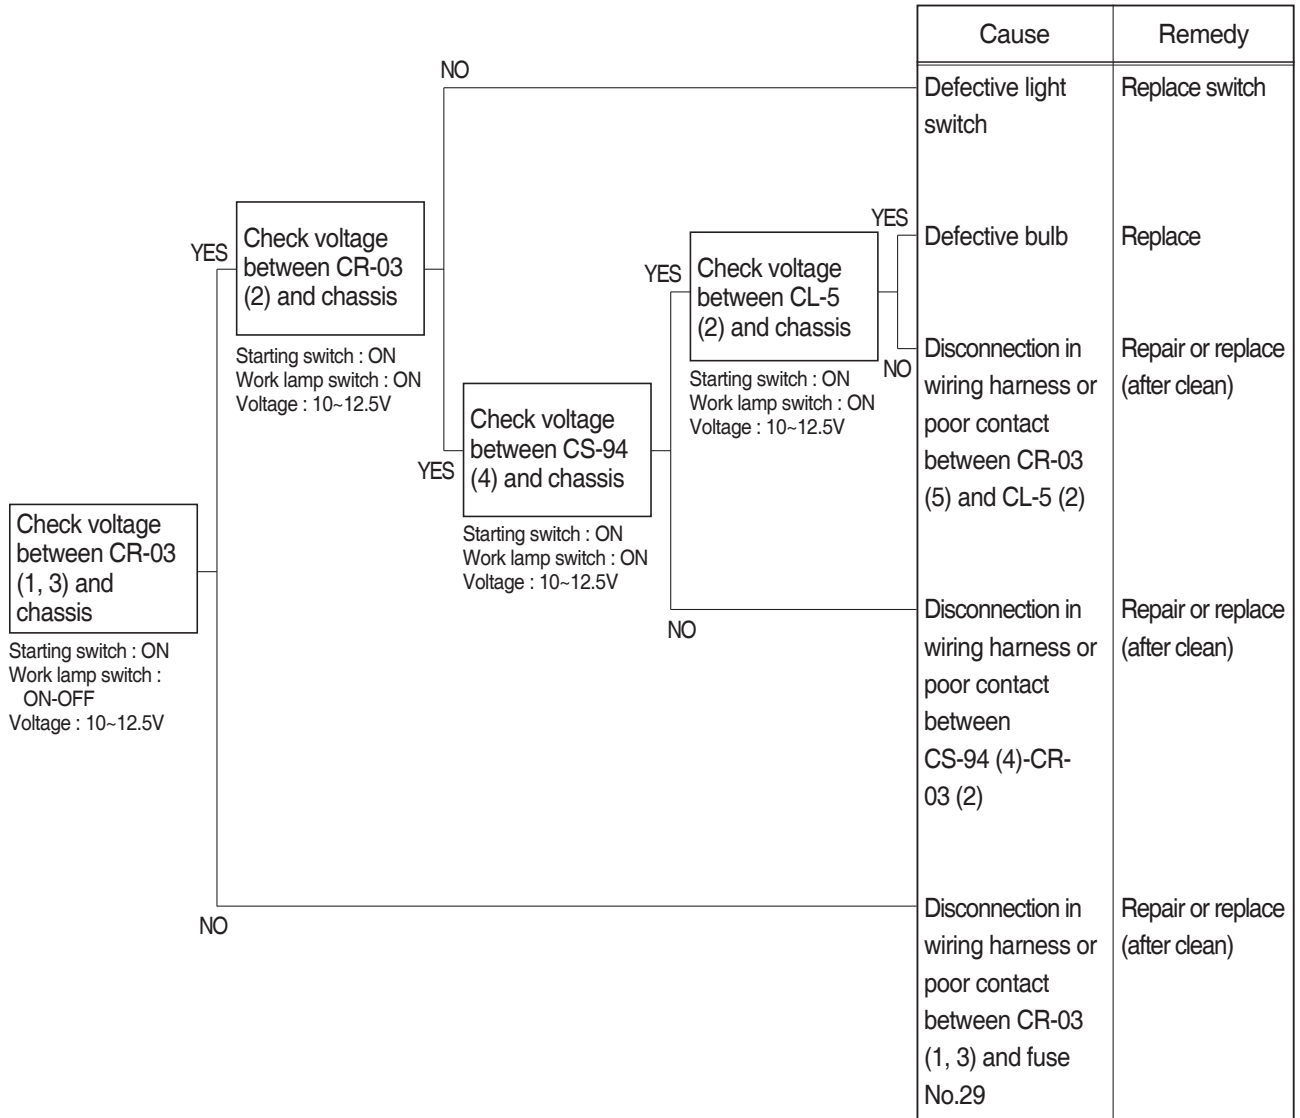 Cause
Remedy
NO
Defective light
switch
Replace switch
YES
Check voltage
between CR-03
(2) and chassis
Starting switch : ON
Work lamp switch : ON
Voltage : 10~12.5V
YES
Check voltage
between CL-5
(2) and chassis
Starting switch : ON
Work lamp switch : ON
Voltage : 10~12.5V
YES
Defective bulb
Replace
NO
Disconnection in
wiring harness or
poor contact
between CR-03
(5) and CL-5 (2)
Repair or replace
(after clean)
YES
Check voltage
between CS-94
(4) and chassis
Starting switch : ON
Work lamp switch : ON
Voltage : 10~12.5V
Check voltage
between CR-03
(1, 3) and
chassis
Starting switch : ON
Work lamp switch :
ON-OFF
Voltage : 10~12.5V
NO
Disconnection in
wiring harness or
poor contact
between
CS-94 (4)-CR-
03 (2)
Repair or replace
(after clean)
NO
Disconnection in
wiring harness or
poor contact
between CR-03
(1, 3) and fuse
No.29
Repair or replace
(after clean)